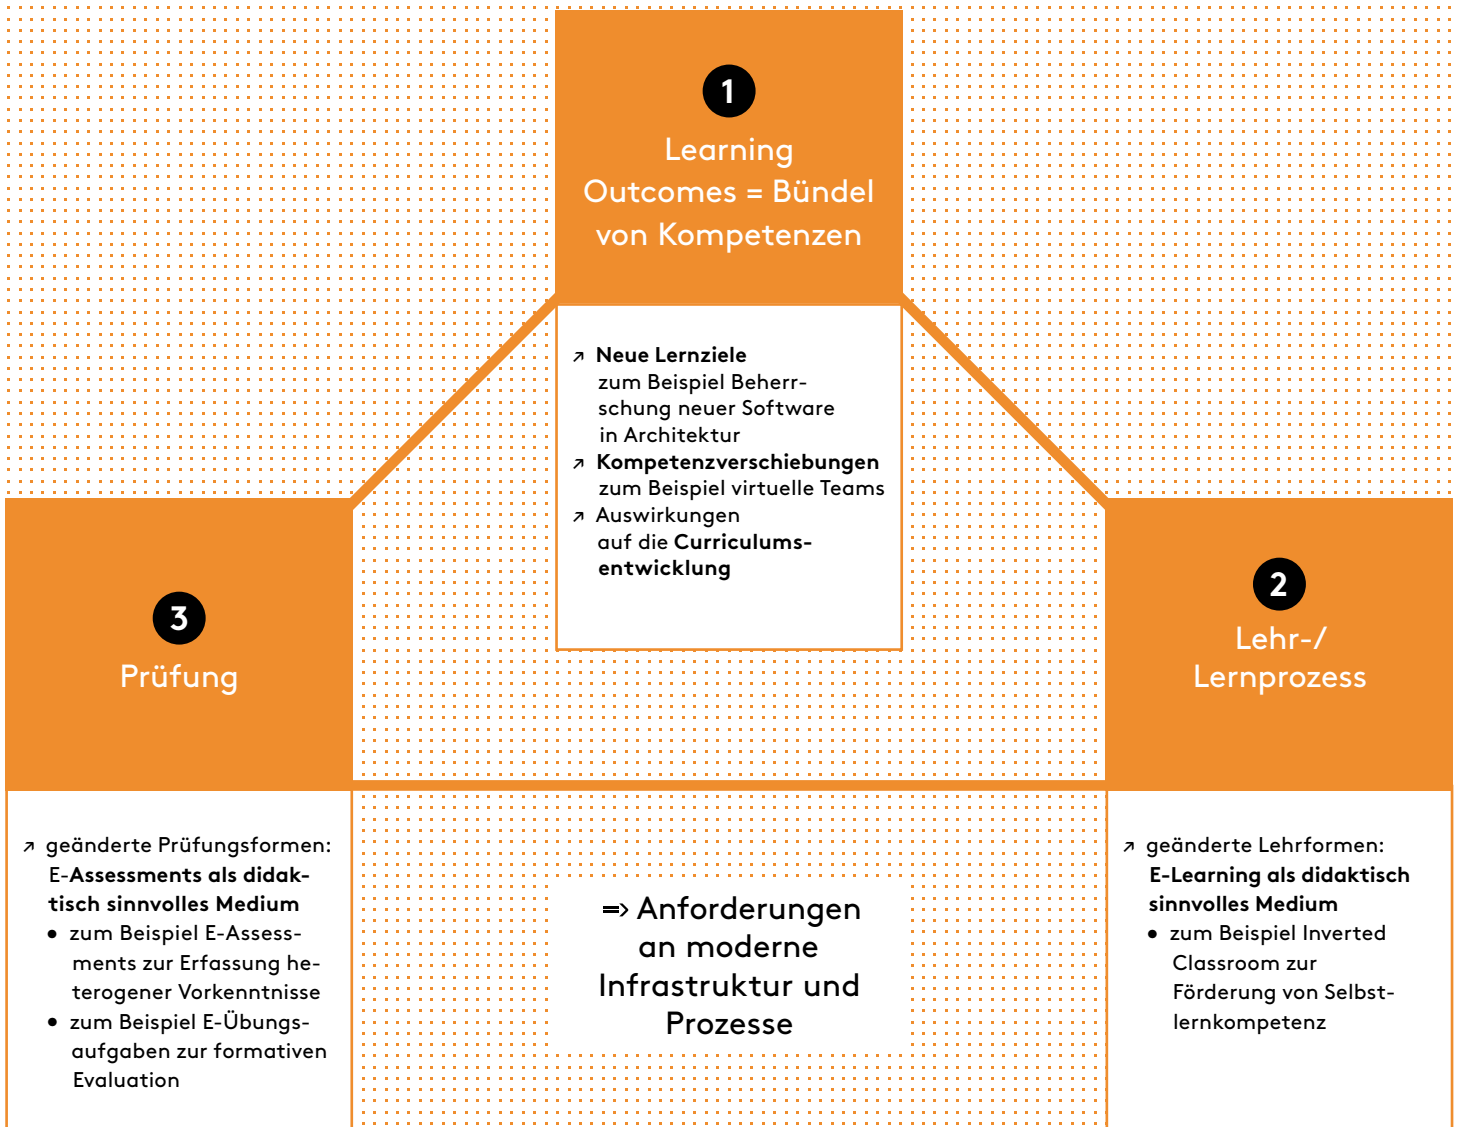 1
Learning
Outcomes = Bündel
von Kompetenzen
↗ Neue Lernziele
zum Beispiel Beherr-
schung neuer Software
in Architektur
↗ Kompetenzverschiebungen
zum Beispiel virtuelle Teams
↗ Auswirkungen
auf die Curriculums-
entwicklung
2
Lehr-/
Lernprozess
↗ geänderte Lehrformen:
E-Learning als didaktisch
sinnvolles Medium
• zum Beispiel Inverted
Classroom zur
Förderung von Selbst-
lernkompetenz
3
Prüfung
↗ geänderte Prüfungsformen:
E-Assessments als didak-
tisch sinnvolles Medium
• zum Beispiel E-Assess-
ments zur Erfassung he-
terogener Vorkenntnisse
• zum Beispiel E-Übungs-
aufgaben zur formativen
Evaluation
=> Anforderungen
an moderne
Infrastruktur und
Prozesse